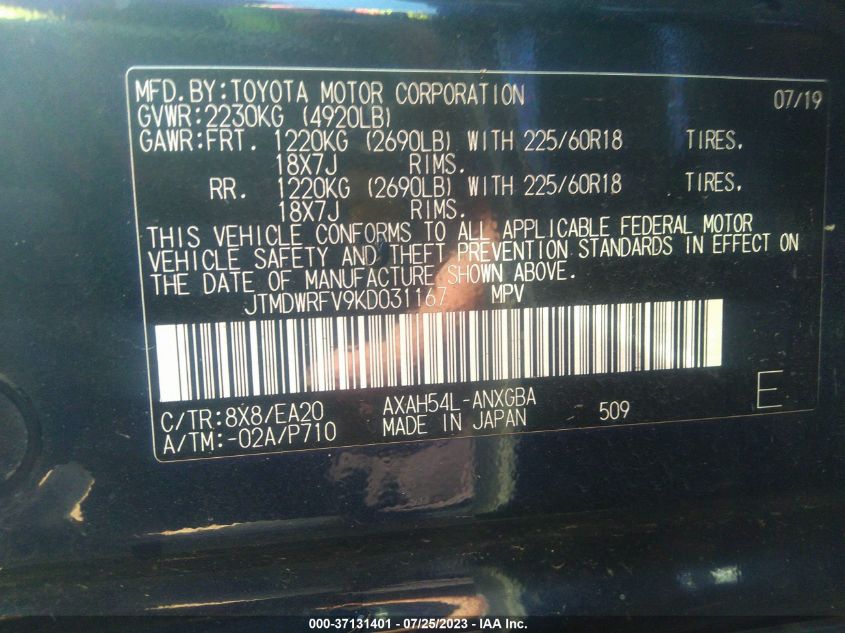 MFD.BY:TOYOTA MOTOR CORPORATION 07/19
GVWR:2230KG (4920LB)
GAWR:FRT. 1220KG (2690LB) WITH 225/60R18 TIRES.
18X7J RIMS.
RR. 1220KG (2690LB) WITH 225/60R18 TIRES.
18X7J RIMS.
THIS VEHICLE CONFORMS TO ALL APPLICABLE FEDERAL MOTOR
VEHICLE SAFETY AND THEFT PREVENTION STANDARDS IN EFFECT ON
THE DATE OF MANUFACTURE SHOWN ABOVE.
JTMDWRFV9KD031167 MPV
C/TR:8X8/EA20 AXAH54L-ANXGBA 509 E
A/TM:-02A/P710 MADE IN JAPAN
000-37131401 - 07/25/2023 - IAA Inc.